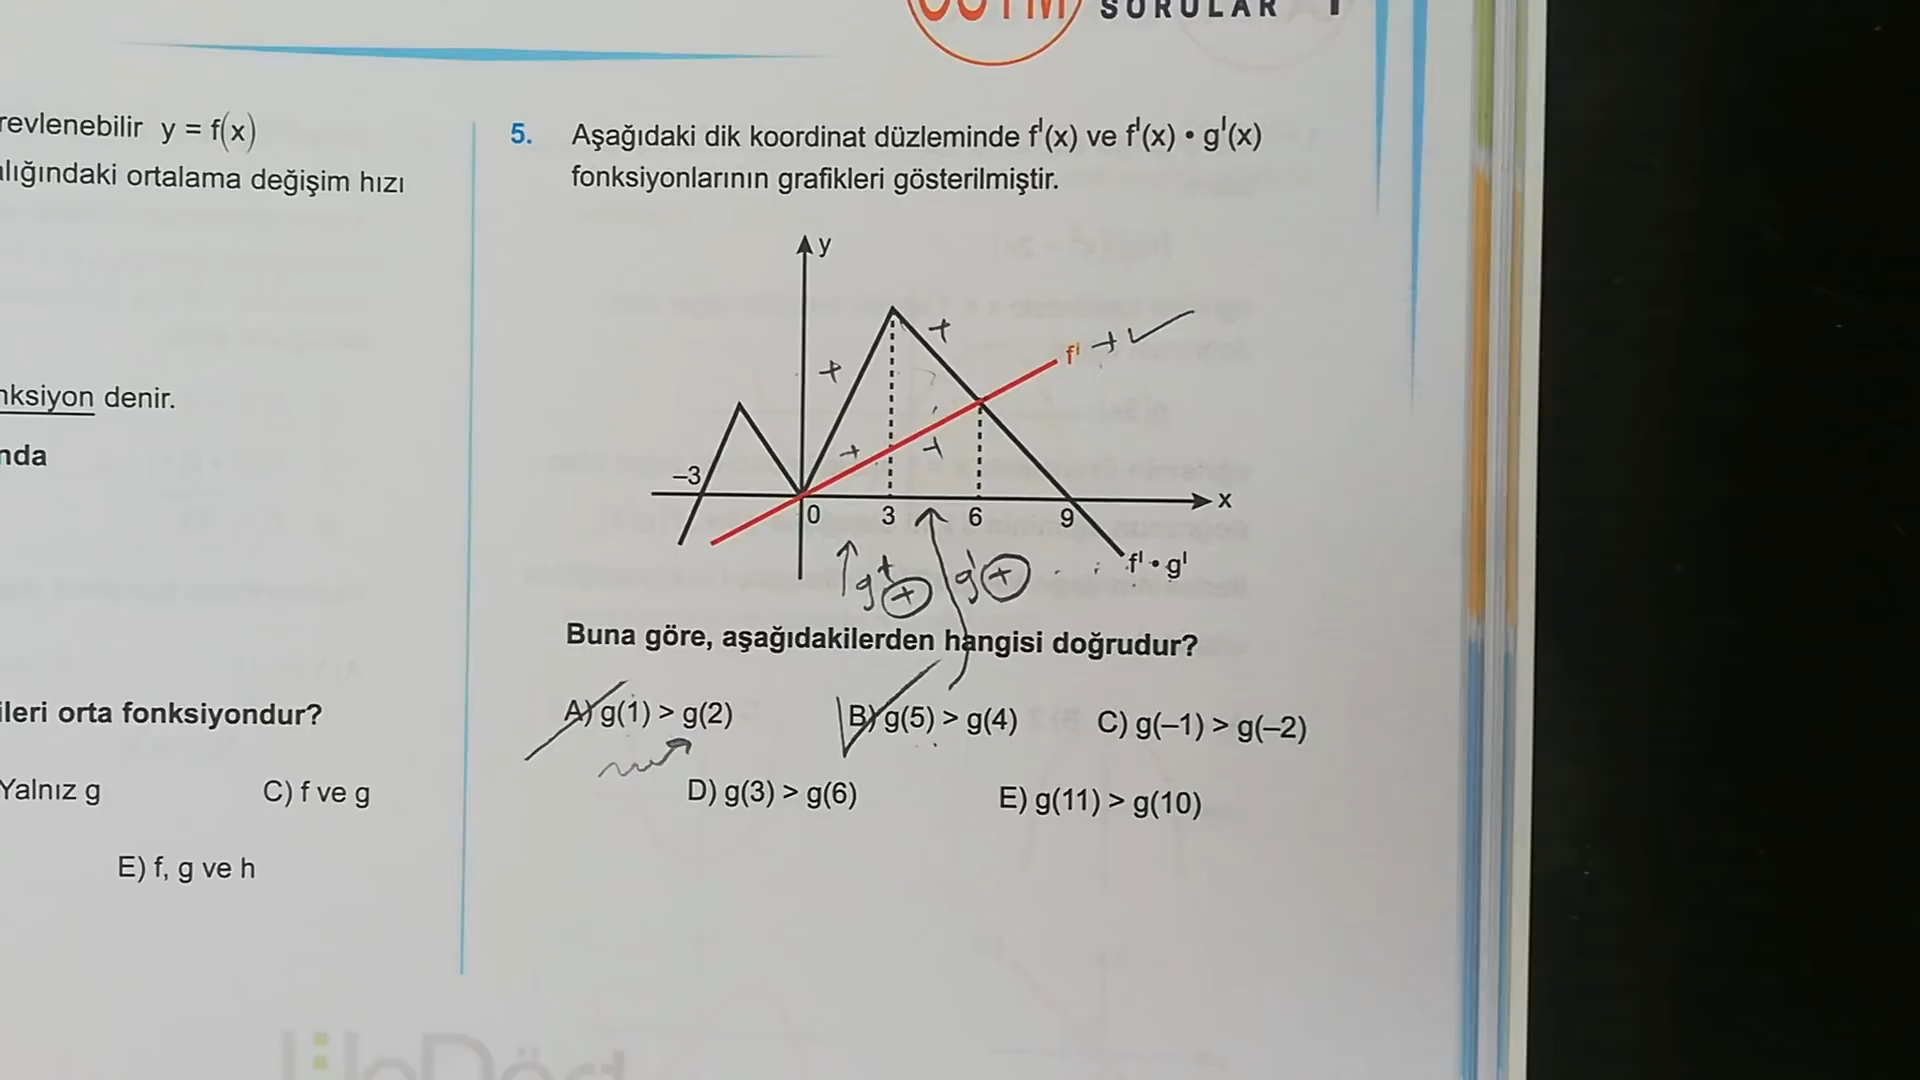 SORULAR
revlenebilir y = f(x)
lığındaki ortalama değişim hızı
nksiyon denir.
nda
ileri orta fonksiyondur?
Yalnız g C) f ve g
E) f, g ve h
5. Aşağıdaki dik koordinat düzleminde f'(x) ve f'(x) • g'(x)
fonksiyonlarının grafikleri gösterilmiştir.
y
+
+
f' + ✓
+
+
–3
x
0 3 6 9
f' • g'
g' +
+
g' +
Buna göre, aşağıdakilerden hangisi doğrudur?
A) g(1) > g(2) B) g(5) > g(4) C) g(–1) > g(–2)
D) g(3) > g(6) E) g(11) > g(10)